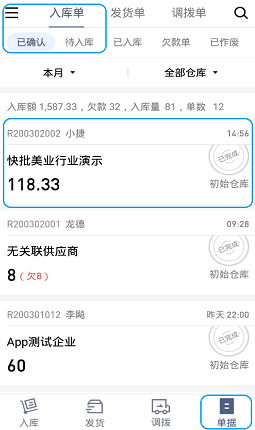 入库单 发货单 调拨单
已确认 待入库 已入库 欠款单 已作废
本月 全部仓库
入库额 1,587.33，欠款 32，入库量 81，单数 12
R200302002 小捷 14:56
快批美业行业演示 已完成
118.33 初始仓库
R200302001 龙德 09:28
无关联供应商 已完成
8（欠8） 初始仓库
R200301012 李飚 昨天 22:00
App测试企业 已完成
60 初始仓库
入库 发货 调拨 单据